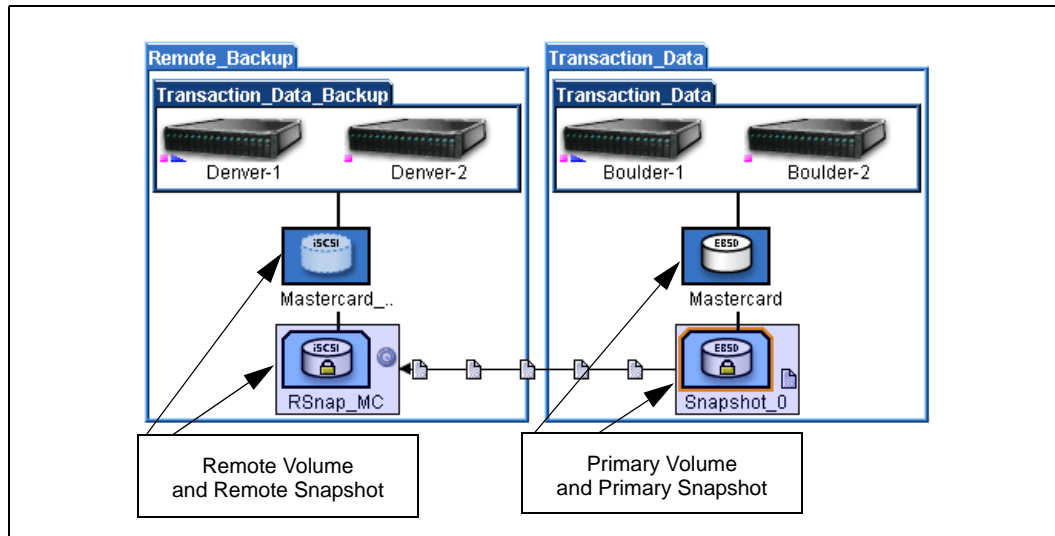 Remote_Backup
Transaction_Data_Backup
Denver-1
Denver-2
iSCSI
Mastercard_..
iSCSI
RSnap_MC
Remote Volume
and Remote Snapshot
Transaction_Data
Transaction_Data
Boulder-1
Boulder-2
EBSD
Mastercard
EBSD
Snapshot_0
Primary Volume
and Primary Snapshot